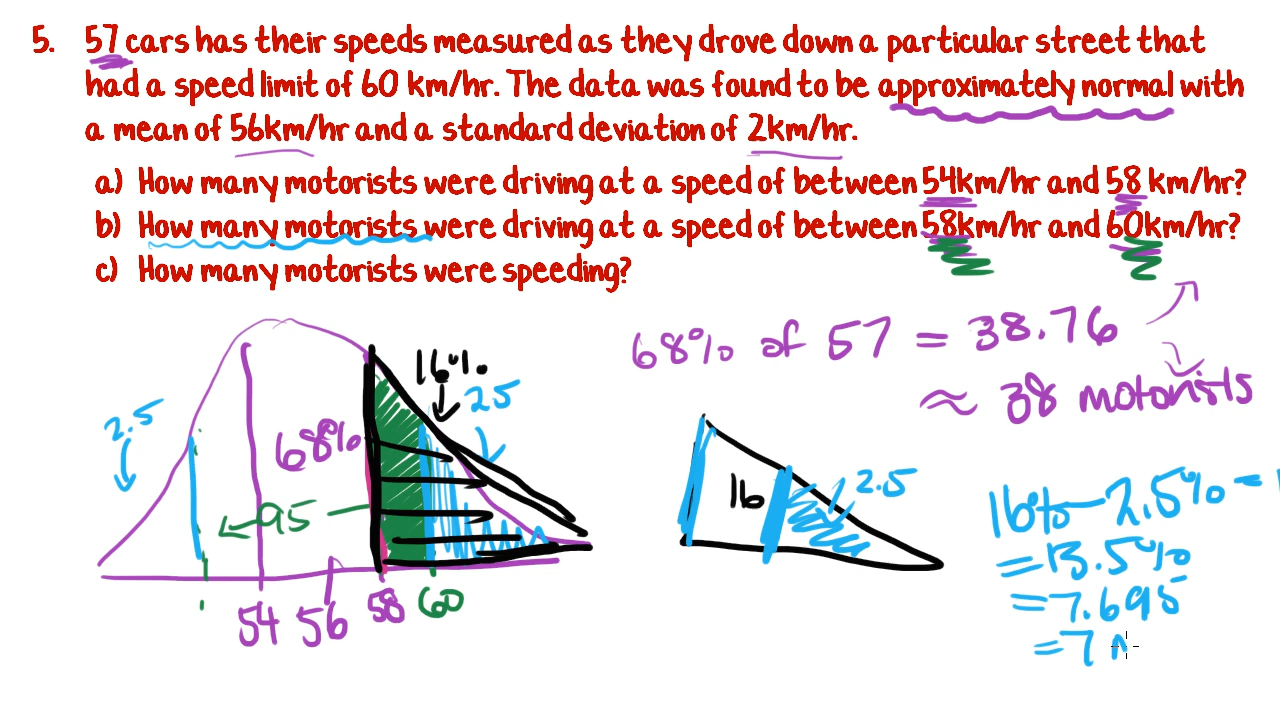 5. 57 cars has their speeds measured as they drove down a particular street that
had a speed limit of 60 km/hr. The data was found to be approximately normal with
a mean of 56km/hr and a standard deviation of 2km/hr.
a) How many motorists were driving at a speed of between 54km/hr and 58 km/hr?
b) How many motorists were driving at a speed of between 58km/hr and 60km/hr?
c) How many motorists were speeding?
68% of 57 = 38.76
≈ 38 motorists
16%
2.5
25
68%
95
54 56 58 60
16
2.5
16% - 2.5% =
= 13.5%
= 7.695
= 7